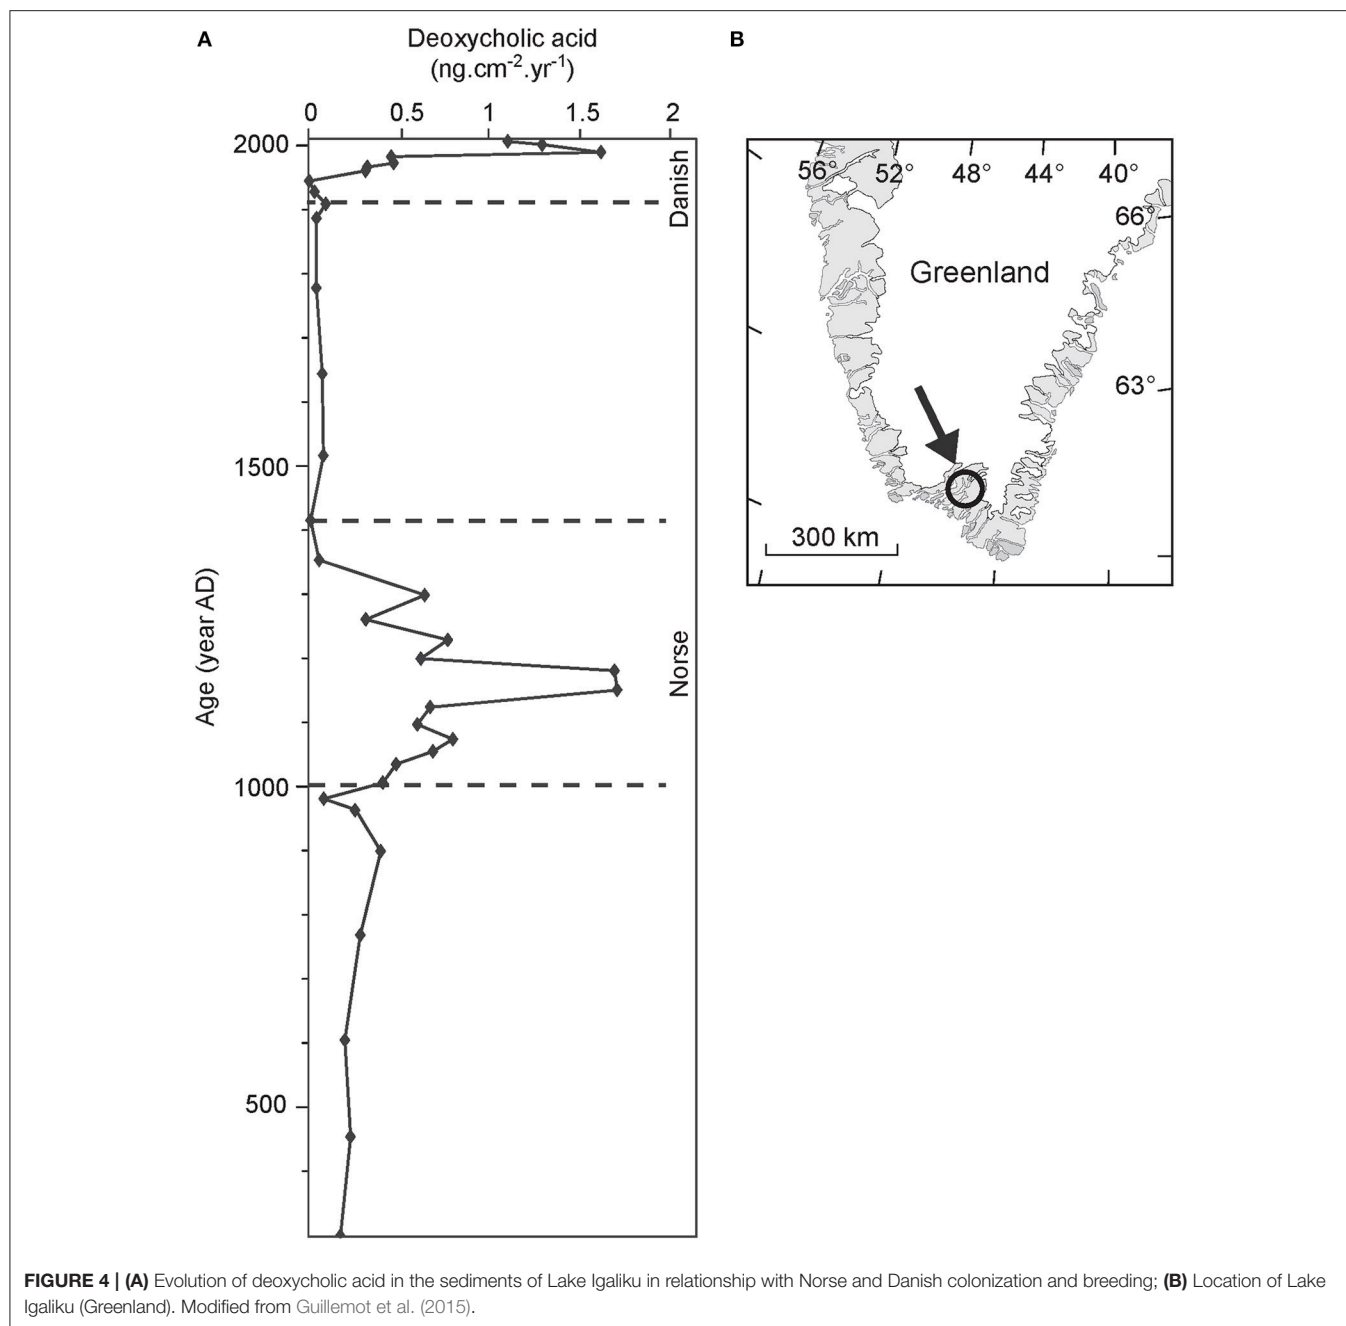 A
Deoxycholic acid
(ng.cm-2.yr-1)
0 0.5 1 1.5 2
2000
1500
1000
500
Age (year AD)
Danish
Norse
B
56° 52° 48° 44° 40°
66°
Greenland
63°
300 km
FIGURE 4 | (A) Evolution of deoxycholic acid in the sediments of Lake Igaliku in relationship with Norse and Danish colonization and breeding; (B) Location of Lake
Igaliku (Greenland). Modified from Guillemot et al. (2015).